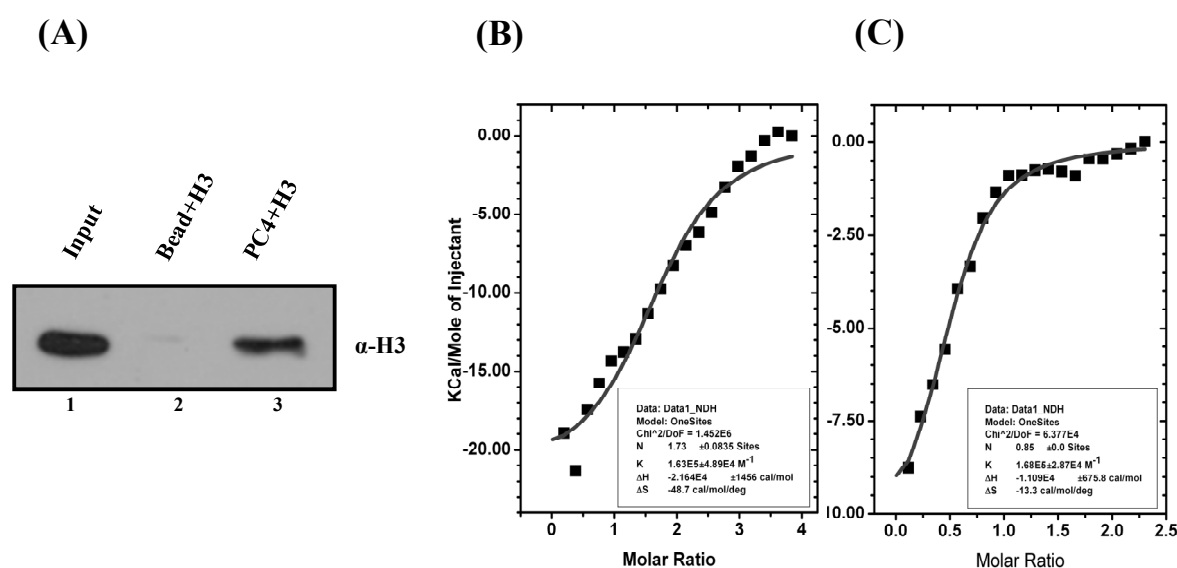 (A)
Input
Bead+H3
PC4+H3
α-H3
1 2 3
(B)
KCal/Mole of Injectant
0.00
-5.00
-10.00
-15.00
-20.00
Data: Data1_NDH
Model: OneSites
Chi^2/DoF = 1.452E6
N 1.73 ±0.0835 Sites
K 1.63E5±4.89E4 M⁻¹
ΔH -2.164E4 ±1456 cal/mol
ΔS -48.7 cal/mol/deg
0 1 2 3 4
Molar Ratio
(C)
0.00
-2.50
-5.00
-7.50
10.00
Data: Data1_NDH
Model: OneSites
Chi^2/DoF = 6.377E4
N 0.85 ±0.0 Sites
K 1.68E5±2.87E4 M⁻¹
ΔH -1.109E4 ±675.8 cal/mol
ΔS -13.3 cal/mol/deg
0.0 0.5 1.0 1.5 2.0 2.5
Molar Ratio